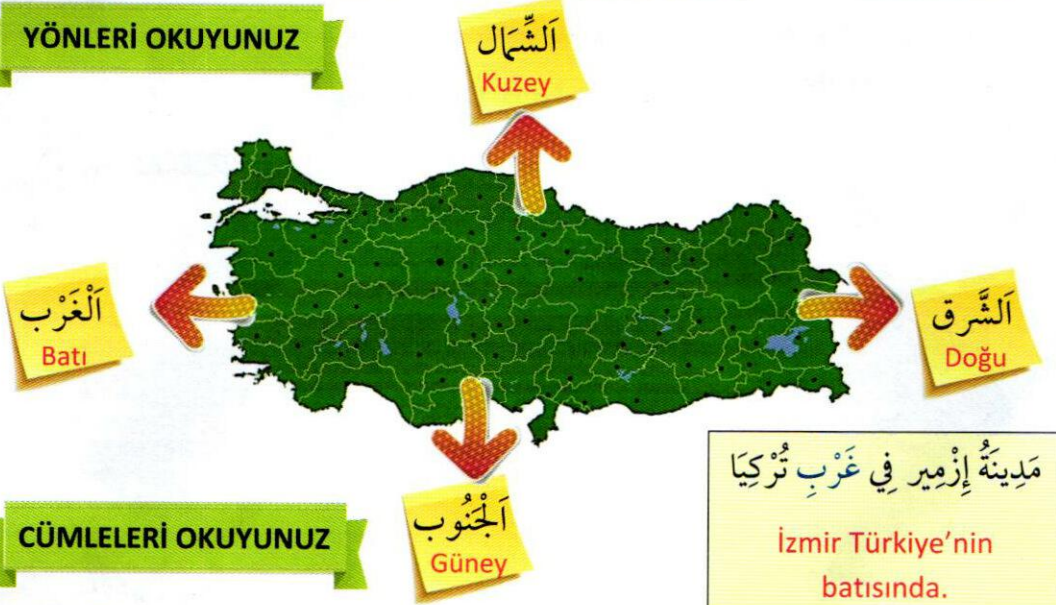 YÖNLERİ OKUYUNUZ
اَلشِّمَال
Kuzey
اَلْغَرْب
Batı
اَلشَّرق
Doğu
اَلْجَنُوب
Güney
CÜMLELERİ OKUYUNUZ
مَدِينَةُ إِزْمِير فِي غَرْبِ تُرْكِيَا
İzmir Türkiye’nin
batısında.